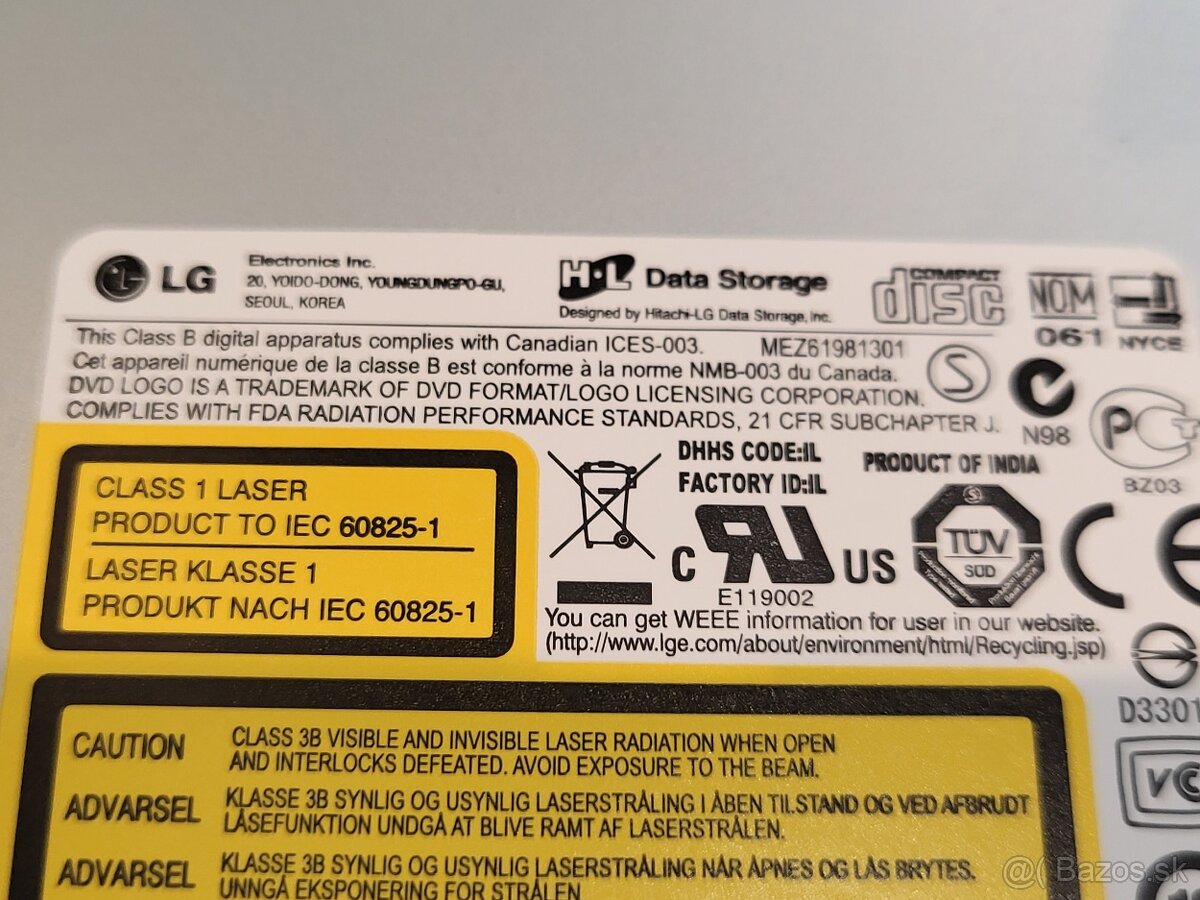 LG
Electronics Inc.
20, YOIDO-DONG, YOUNGDUNGPO-GU,
SEOUL, KOREA
H·L Data Storage
Designed by Hitachi-LG Data Storage, Inc.
COMPACT
disc
NOM
061
NYCE
This Class B digital apparatus complies with Canadian ICES-003.
MEZ61981301
Cet appareil numérique de la classe B est conforme à la norme NMB-003 du Canada.
DVD LOGO IS A TRADEMARK OF DVD FORMAT/LOGO LICENSING CORPORATION.
COMPLIES WITH FDA RADIATION PERFORMANCE STANDARDS, 21 CFR SUBCHAPTER J.
S
N98
BZ03
CLASS 1 LASER
PRODUCT TO IEC 60825-1
LASER KLASSE 1
PRODUKT NACH IEC 60825-1
DHHS CODE:IL
FACTORY ID:IL
PRODUCT OF INDIA
C UR US
E119002
TÜV
SÜD
CE
You can get WEEE information for user in our website.
(http://www.lge.com/about/environment/html/Recycling.jsp)
D3301
VC
CAUTION
CLASS 3B VISIBLE AND INVISIBLE LASER RADIATION WHEN OPEN
AND INTERLOCKS DEFEATED. AVOID EXPOSURE TO THE BEAM.
ADVARSEL
KLASSE 3B SYNLIG OG USYNLIG LASERSTRÅLING I ÅBEN TILSTAND OG VED AFBRUDT
LÅSEFUNKTION UNDGÅ AT BLIVE RAMT AF LASERSTRÅLEN.
ADVARSEL
KLASSE 3B SYNLIG OG USYNLIG LASERSTRÅLING NÅR ÅPNES OG LÅS BRYTES.
UNNGÅ EKSPONERING FOR STRÅLEN
Bazos.sk